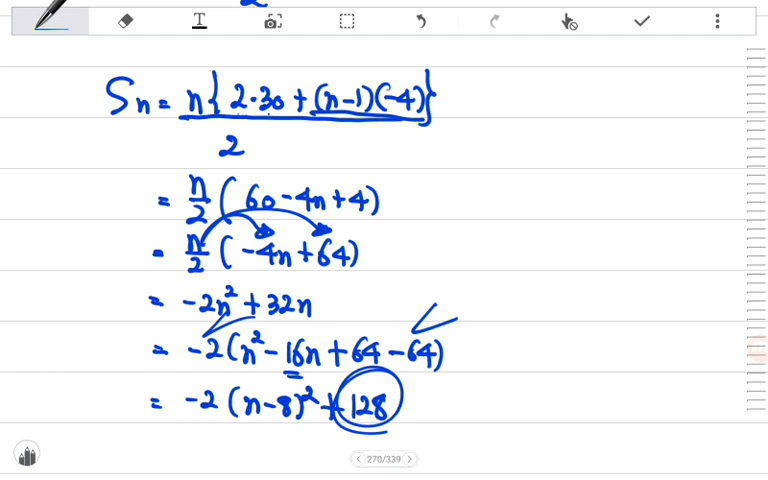 2
T
Sn = n{2·30+(n-1)(-4)}
2
= n/2 (60-4n+4)
= n/2 (-4n+64)
= -2n²+32n
= -2(n²-16n+64-64)
= -2(n-8)²+128
270/339